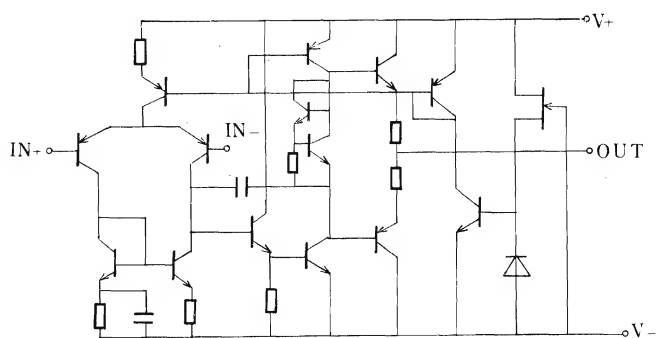 V+
IN-
IN+
OUT
V-